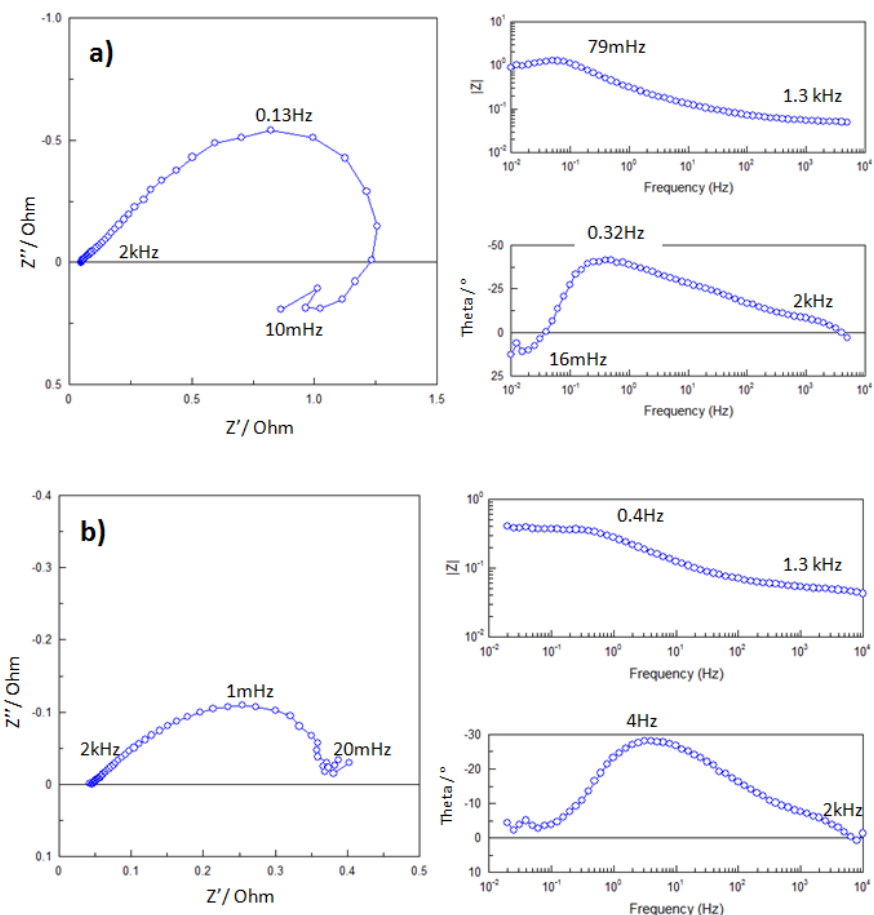 a)
-1.0
-0.5
0
0.5
0
0.5
1.0
1.5
Z’’/ Ohm
Z’/ Ohm
0.13Hz
2kHz
10mHz
10¹
10⁰
10⁻¹
10⁻²
|Z|
79mHz
1.3 kHz
10⁻² 10⁻¹ 10⁰ 10¹ 10² 10³ 10⁴
Frequency (Hz)
-50
-25
0
25
Theta / °
0.32Hz
2kHz
16mHz
10⁻² 10⁻¹ 10⁰ 10¹ 10² 10³ 10⁴
Frequency (Hz)
b)
-0.4
-0.3
-0.2
-0.1
0
0.1
0 0.1 0.2 0.3 0.4 0.5
Z’’/ Ohm
Z’/ Ohm
1mHz
2kHz
20mHz
10⁰
10⁻¹
10⁻²
|Z|
0.4Hz
1.3 kHz
10⁻² 10⁻¹ 10⁰ 10¹ 10² 10³ 10⁴
Frequency (Hz)
-30
-20
-10
0
10
Theta / °
4Hz
2kHz
10⁻² 10⁻¹ 10⁰ 10¹ 10² 10³ 10⁴
Frequency (Hz)